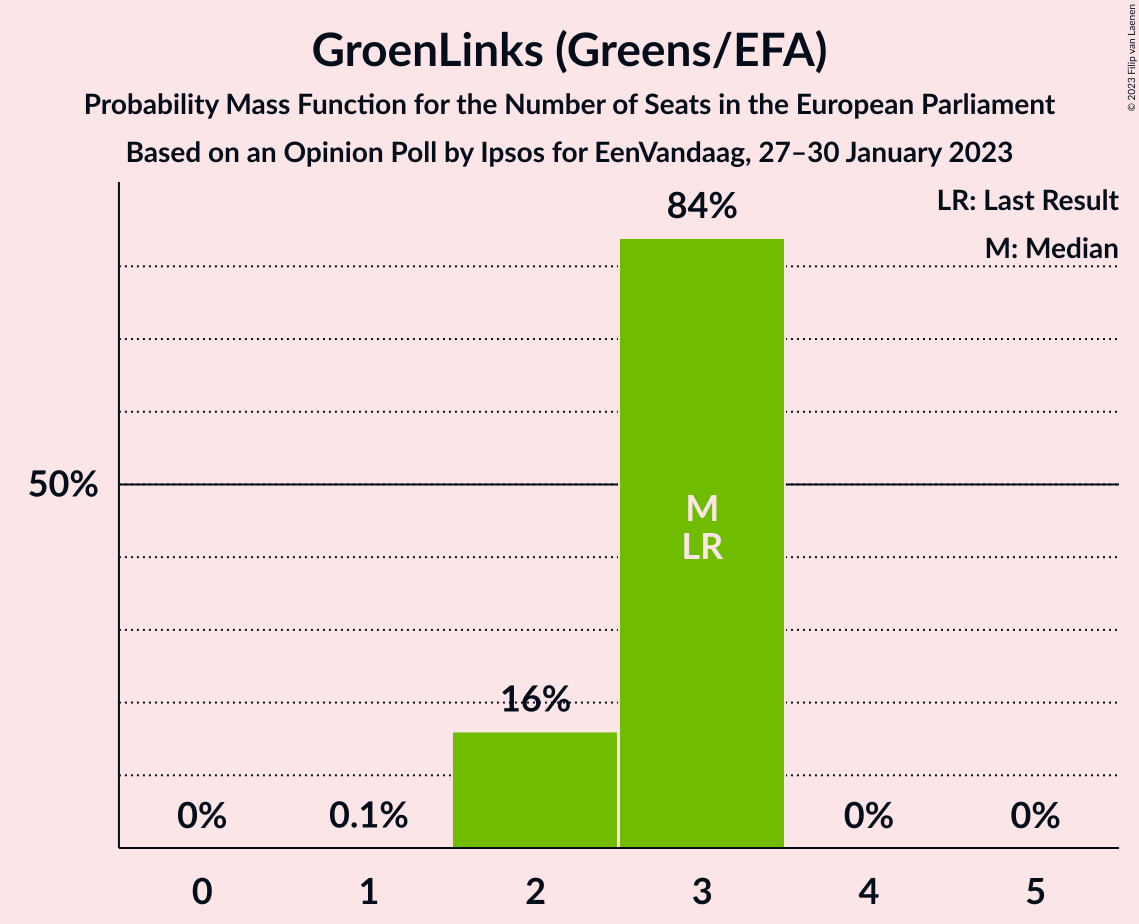 GroenLinks (Greens/EFA)
Probability Mass Function for the Number of Seats in the European Parliament
Based on an Opinion Poll by Ipsos for EenVandaag, 27–30 January 2023
© 2023 Filip van Laenen
LR: Last Result
M: Median
84%
50%
M
LR
16%
0%
0.1%
0%
0%
0
1
2
3
4
5